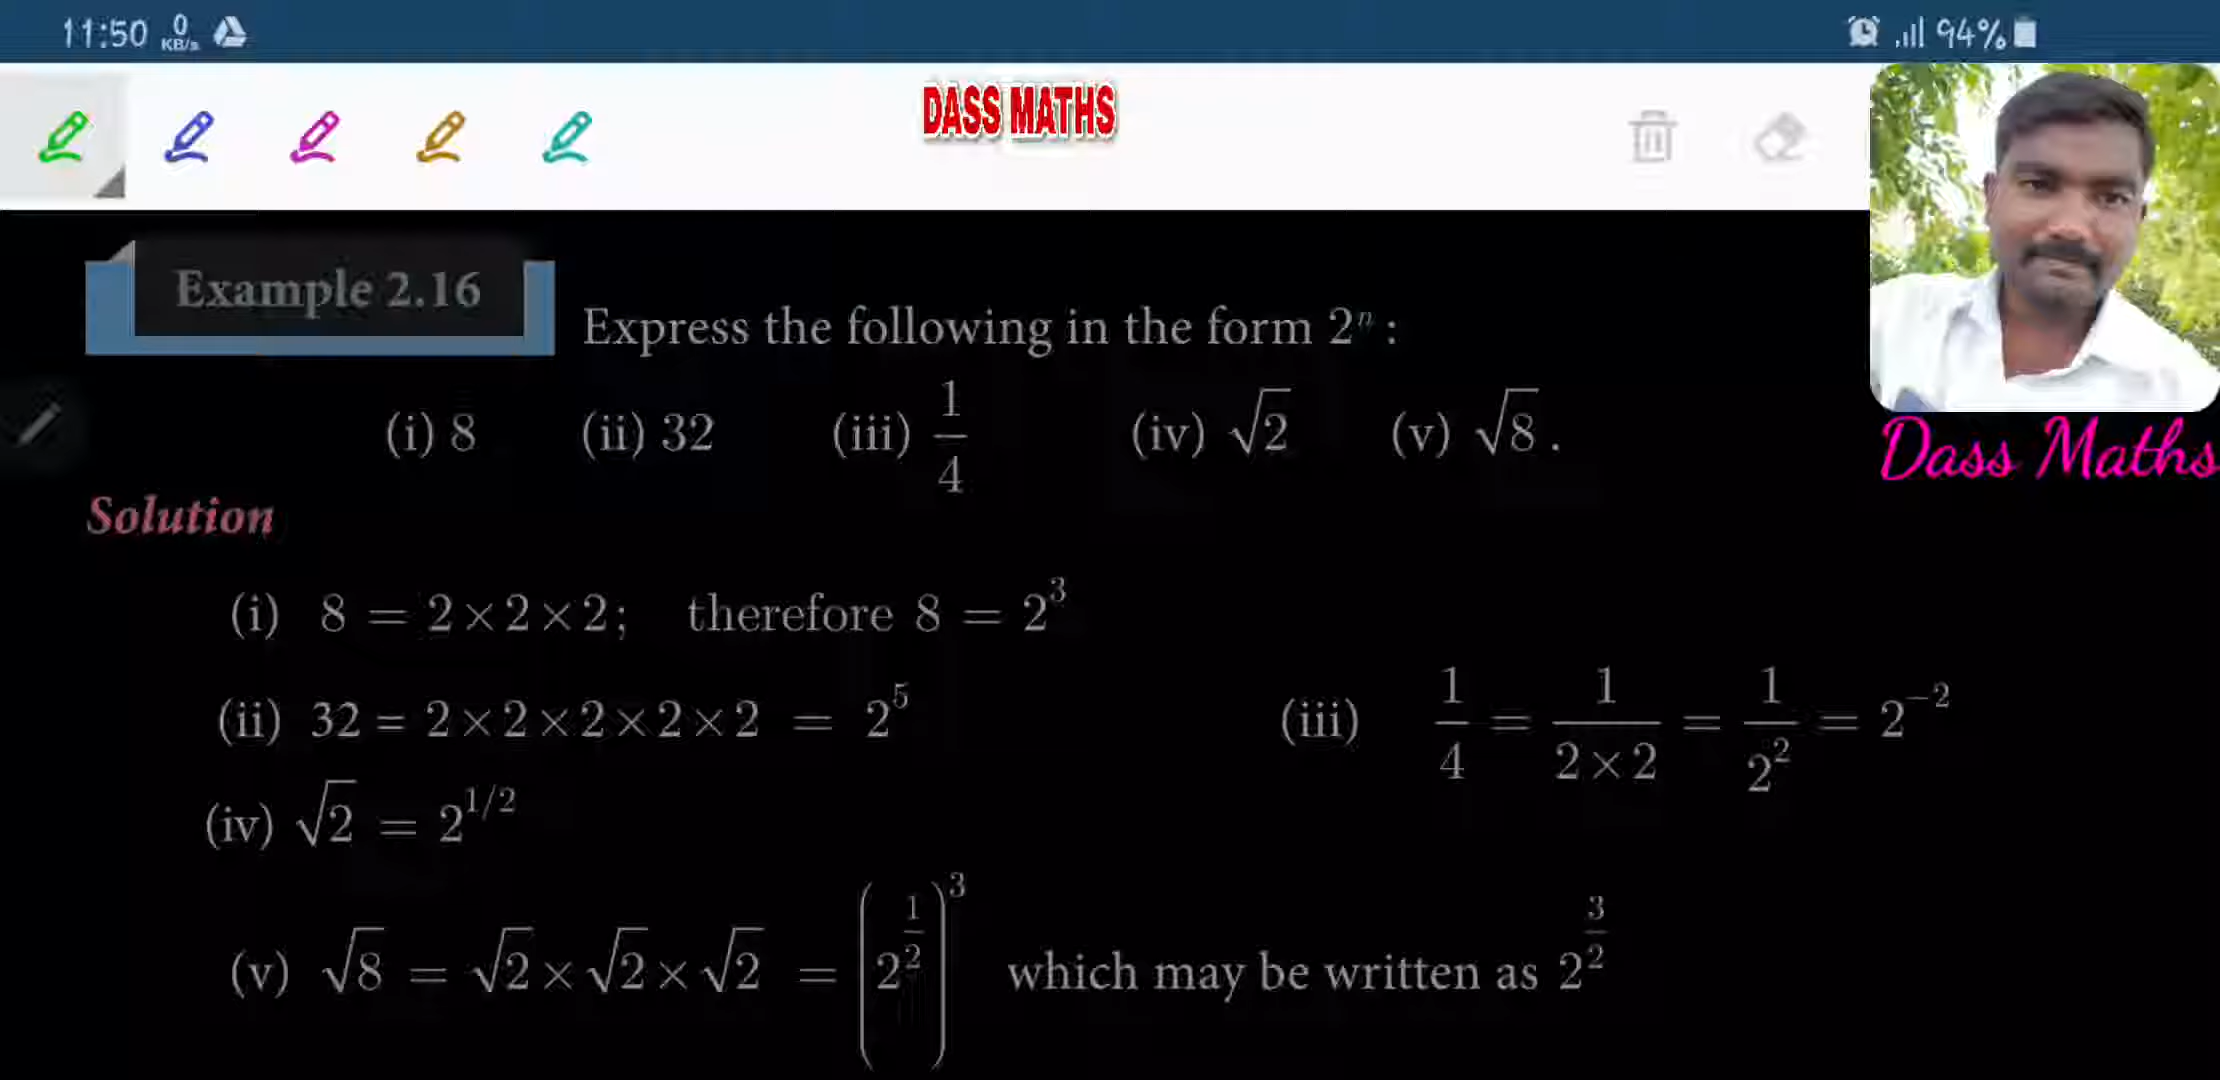 11:50 0 KB/s 94%
DASS MATHS
Example 2.16 Express the following in the form 2ⁿ :
(i) 8 (ii) 32 (iii) 1/4 (iv) √2 (v) √8 .
Dass Maths
Solution
(i) 8 = 2 × 2 × 2; therefore 8 = 2³
(ii) 32 = 2 × 2 × 2 × 2 × 2 = 2⁵ (iii) 1/4 = 1/(2 × 2) = 1/2² = 2⁻²
(iv) √2 = 2^(1/2)
(v) √8 = √2 × √2 × √2 = (2^(1/2))³ which may be written as 2^(3/2)